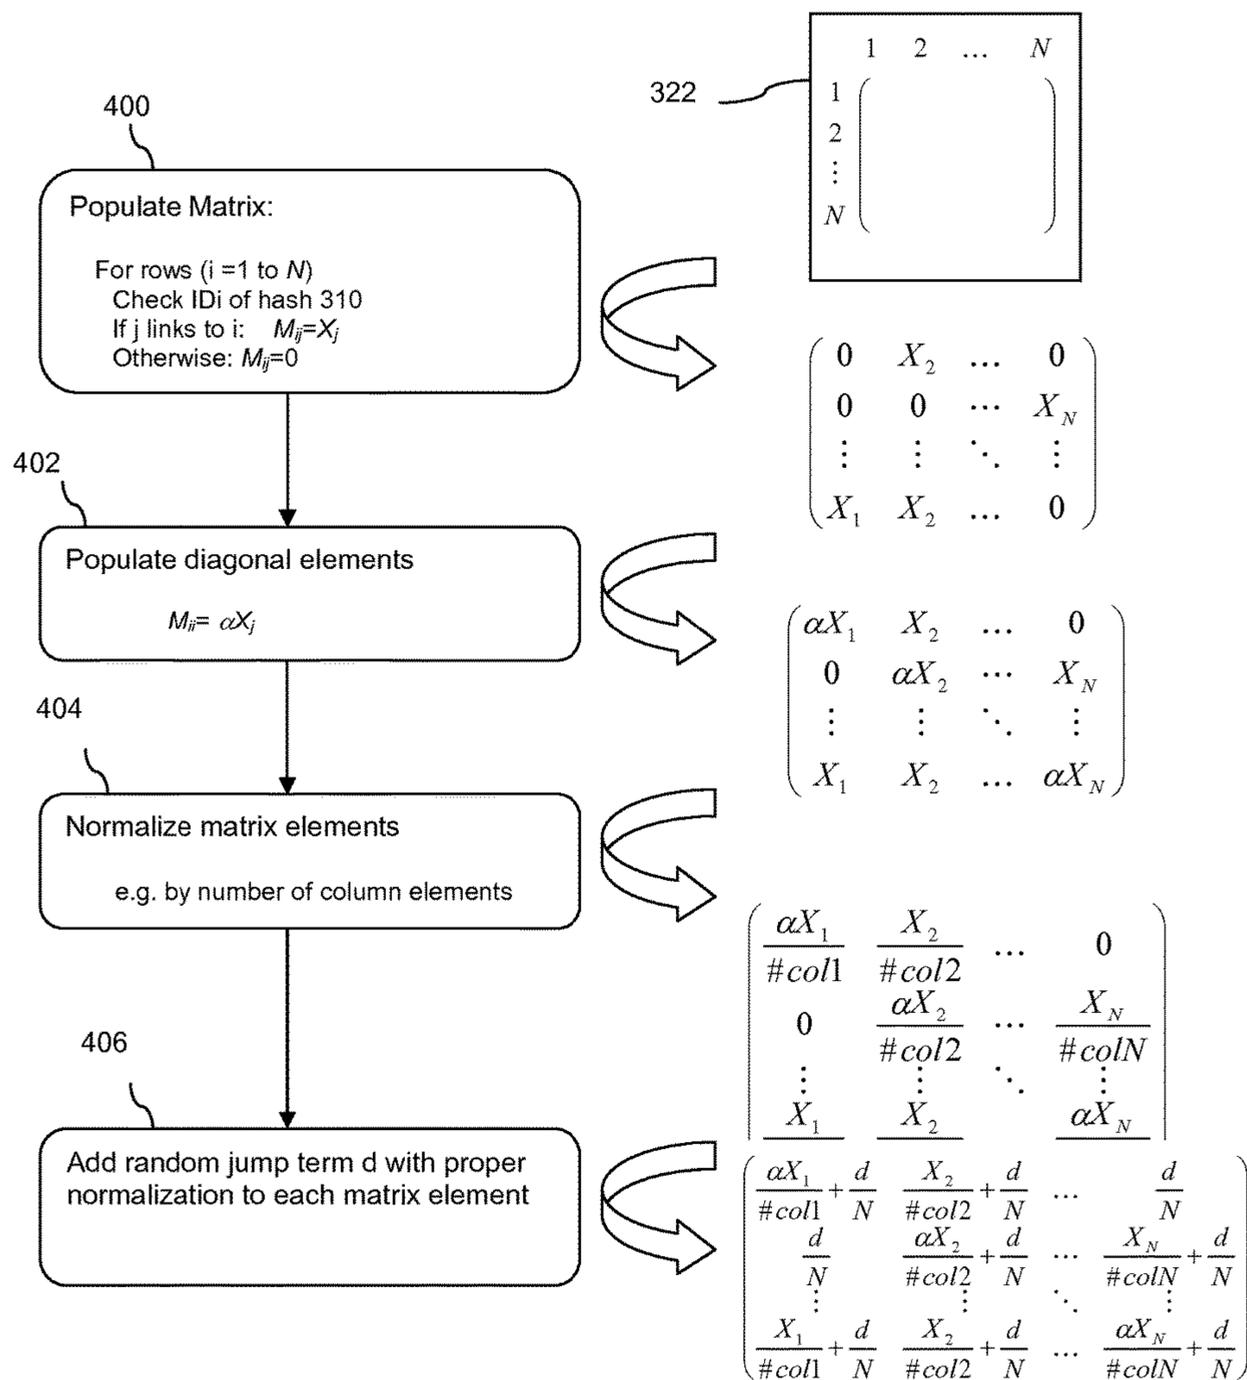 1 2 ... N
322
1
2
⋮
N
400
Populate Matrix:
For rows (i =1 to N)
Check IDi of hash 310
If j links to i: Mij=Xj
Otherwise: Mij=0
0 X2 ... 0
0 0 ... XN
⋮ ⋮ ⋱ ⋮
X1 X2 ... 0
402
Populate diagonal elements
Mii= αXj
αX1 X2 ... 0
0 αX2 ... XN
⋮ ⋮ ⋱ ⋮
X1 X2 ... αXN
404
Normalize matrix elements
e.g. by number of column elements
αX1 X2 ... 0
#col1 #col2
0 αX2 ... XN
#col2 #colN
⋮ ⋮ ⋱ ⋮
X1 X2 αXN
406
Add random jump term d with proper
normalization to each matrix element
αX1/#col1 + d/N X2/#col2 + d/N ... d/N
d/N αX2/#col2 + d/N ... XN/#colN + d/N
⋮ ⋮ ⋱ ⋮
X1/#col1 + d/N X2/#col2 + d/N ... αXN/#colN + d/N